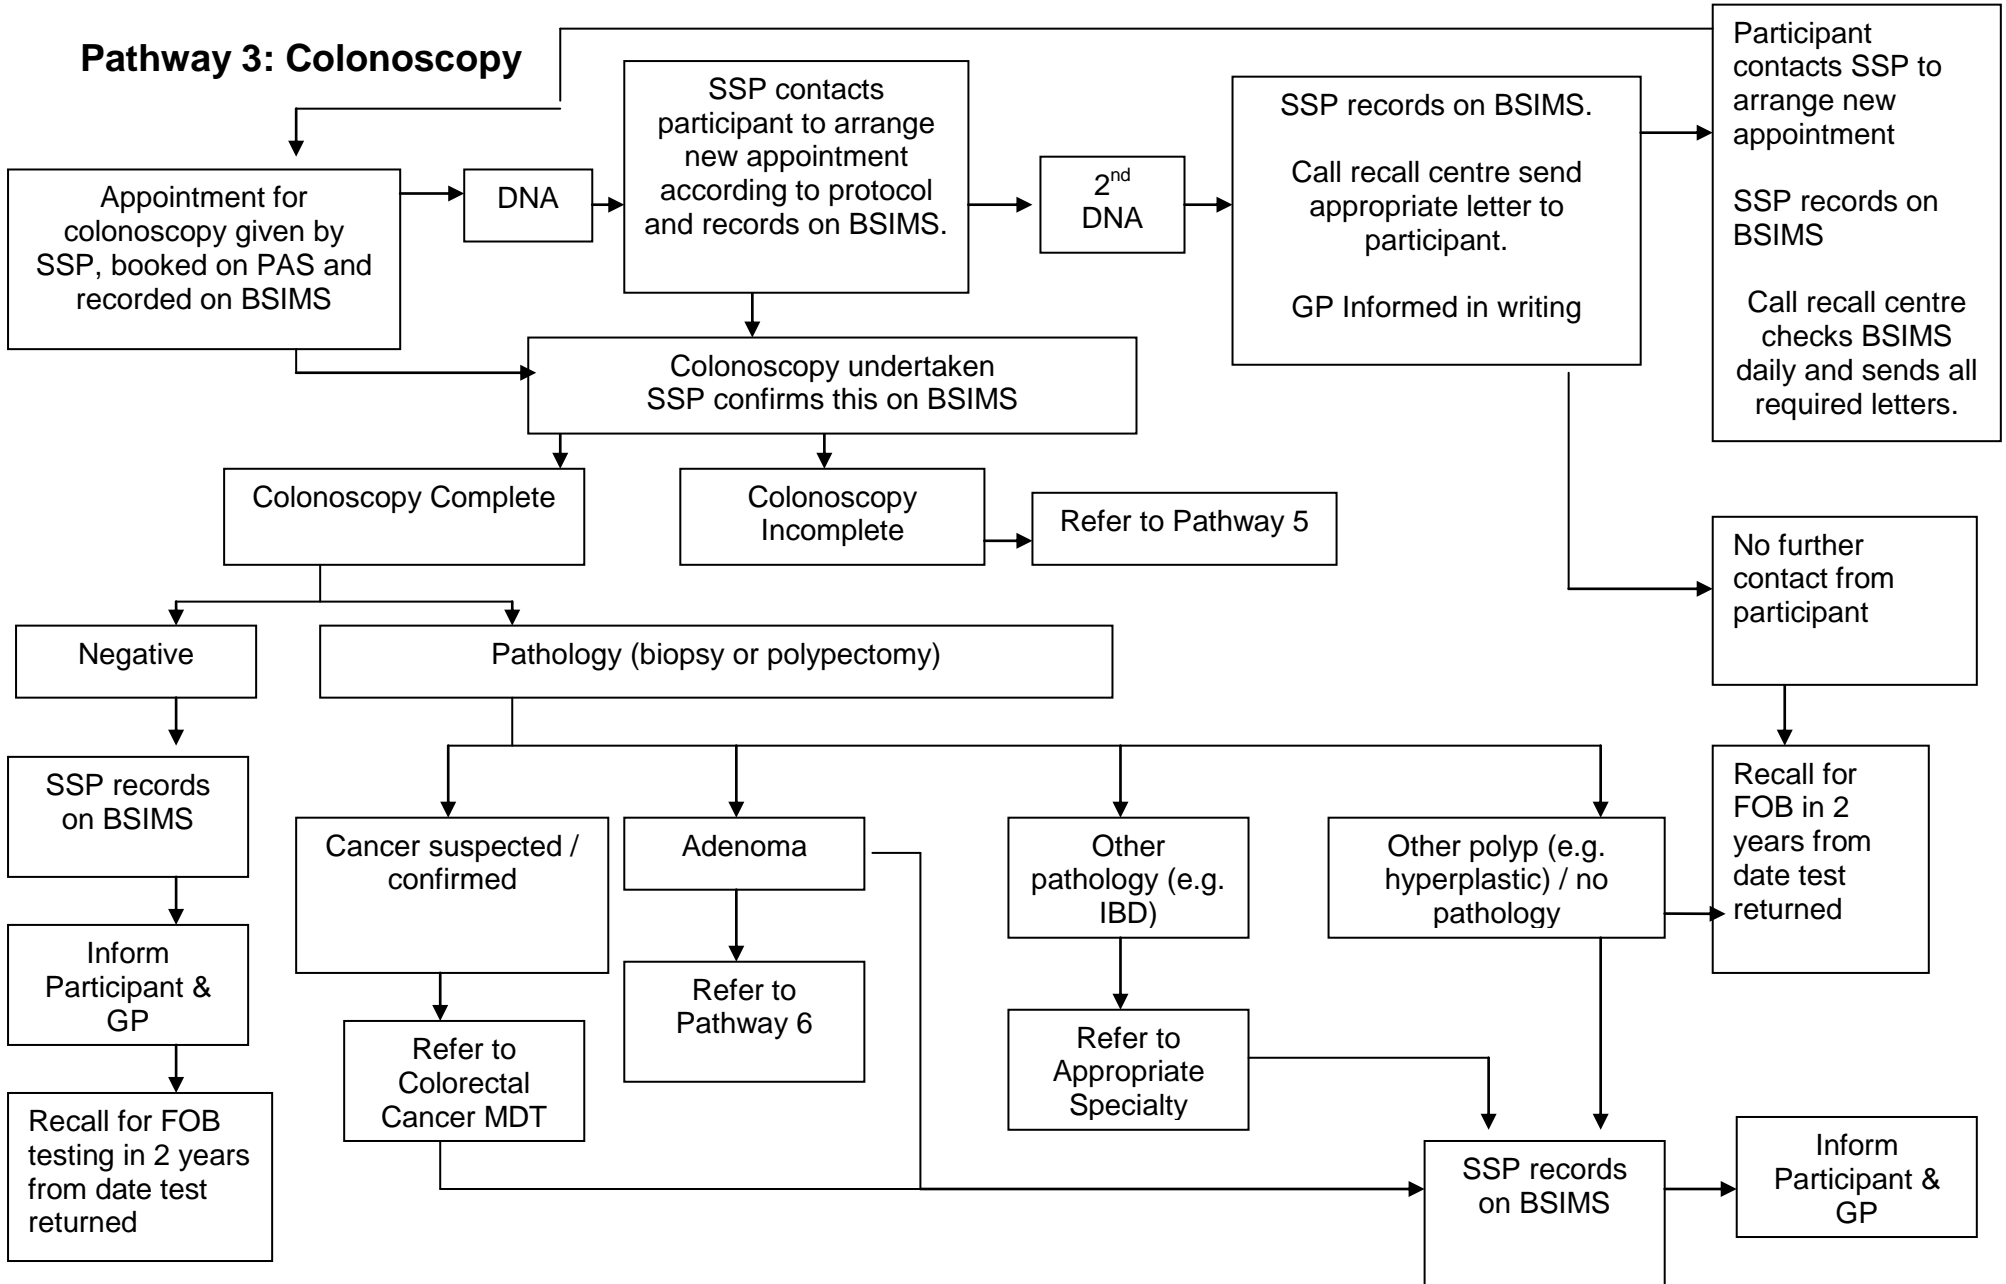 Pathway 3: Colonoscopy
Appointment for
colonoscopy given by
SSP, booked on PAS and
recorded on BSIMS
DNA
SSP contacts
participant to arrange
new appointment
according to protocol
and records on BSIMS.
2nd
DNA
SSP records on BSIMS.
Call recall centre send
appropriate letter to
participant.
GP Informed in writing
Participant
contacts SSP to
arrange new
appointment
SSP records on
BSIMS
Call recall centre
checks BSIMS
daily and sends all
required letters.
Colonoscopy undertaken
SSP confirms this on BSIMS
Colonoscopy Complete
Colonoscopy
Incomplete
Refer to Pathway 5
No further
contact from
participant
Negative
Pathology (biopsy or polypectomy)
SSP records
on BSIMS
Cancer suspected /
confirmed
Adenoma
Other
pathology (e.g.
IBD)
Other polyp (e.g.
hyperplastic) / no
pathology
Recall for
FOB in 2
years from
date test
returned
Inform
Participant &
GP
Refer to
Colorectal
Cancer MDT
Refer to
Pathway 6
Refer to
Appropriate
Specialty
Recall for FOB
testing in 2 years
from date test
returned
SSP records
on BSIMS
Inform
Participant &
GP